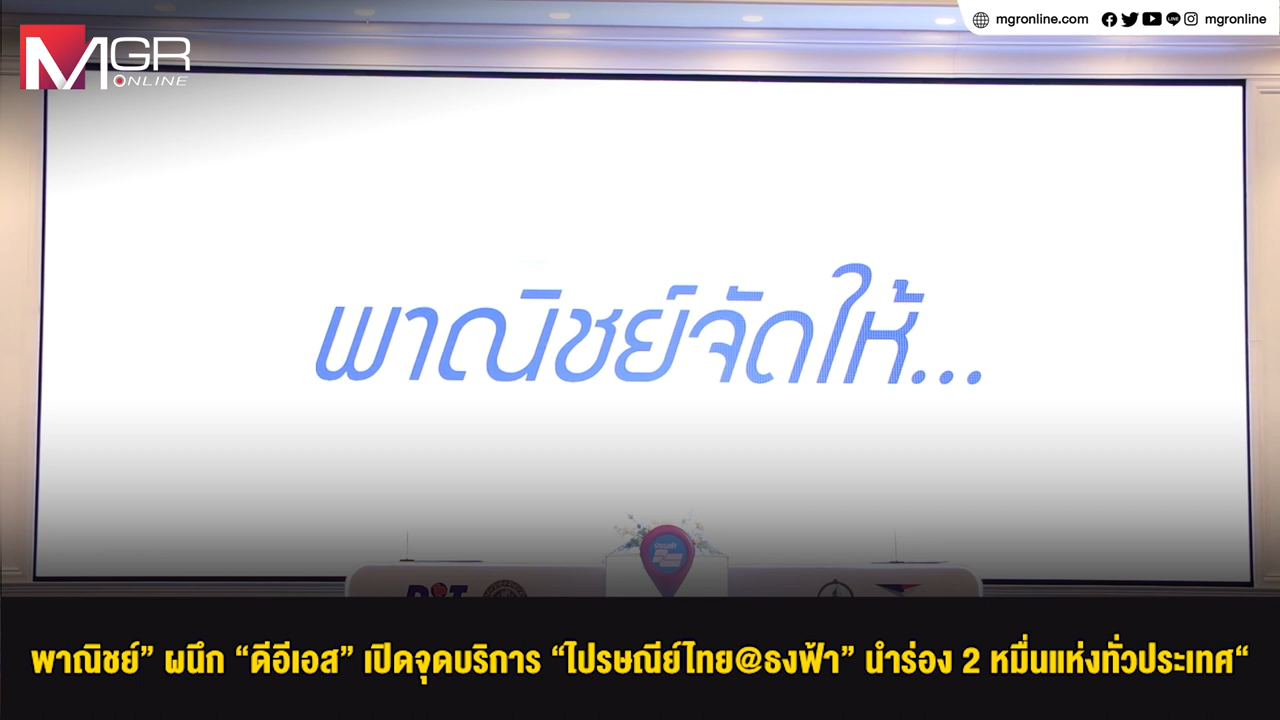 MGR ONLINE
mgronline.com mgronline
พาณิชย์จัดให้...
DIT
พาณิชย์” ผนึก “ดีอีเอส” เปิดจุดบริการ “ไปรษณีย์ไทย@ธงฟ้า” นำร่อง 2 หมื่นแห่งทั่วประเทศ“